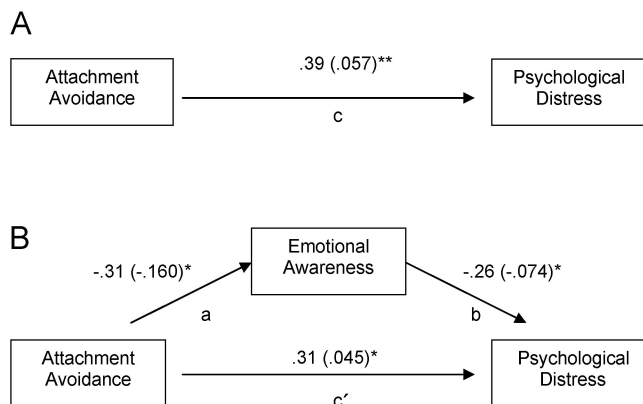 A
.39 (.057)**
Attachment
Avoidance
Psychological
Distress
c
B
Emotional
Awareness
-.31 (-.160)*
-.26 (-.074)*
a
b
Attachment
Avoidance
.31 (.045)*
Psychological
Distress
c´